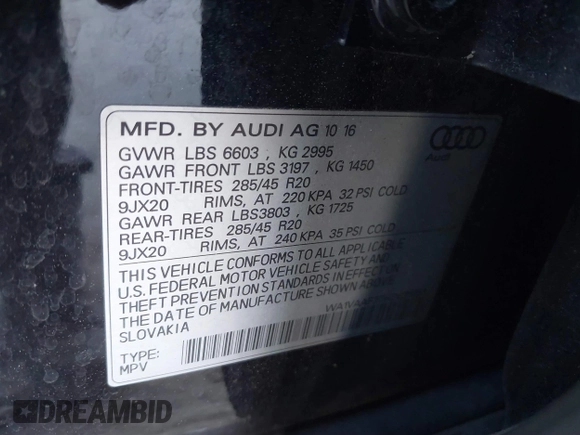 MFD. BY AUDI AG 10 16
GVWR LBS 6603 , KG 2995
GAWR FRONT LBS 3197 , KG 1450
FRONT-TIRES 285/45 R20
9JX20 RIMS, AT 220 KPA 32 PSI COLD
GAWR REAR LBS3803 , KG 1725
REAR-TIRES 285/45 R20
9JX20 RIMS, AT 240 KPA 35 PSI COLD
THIS VEHICLE CONFORMS TO ALL APPLICABLE
U.S. FEDERAL MOTOR VEHICLE SAFETY AND
THEFT PREVENTION STANDARDS IN EFFECT ON
THE DATE OF MANUFACTURE SHOWN ABOVE.
SLOVAKIA
TYPE:
MPV
Audi
DREAMBID